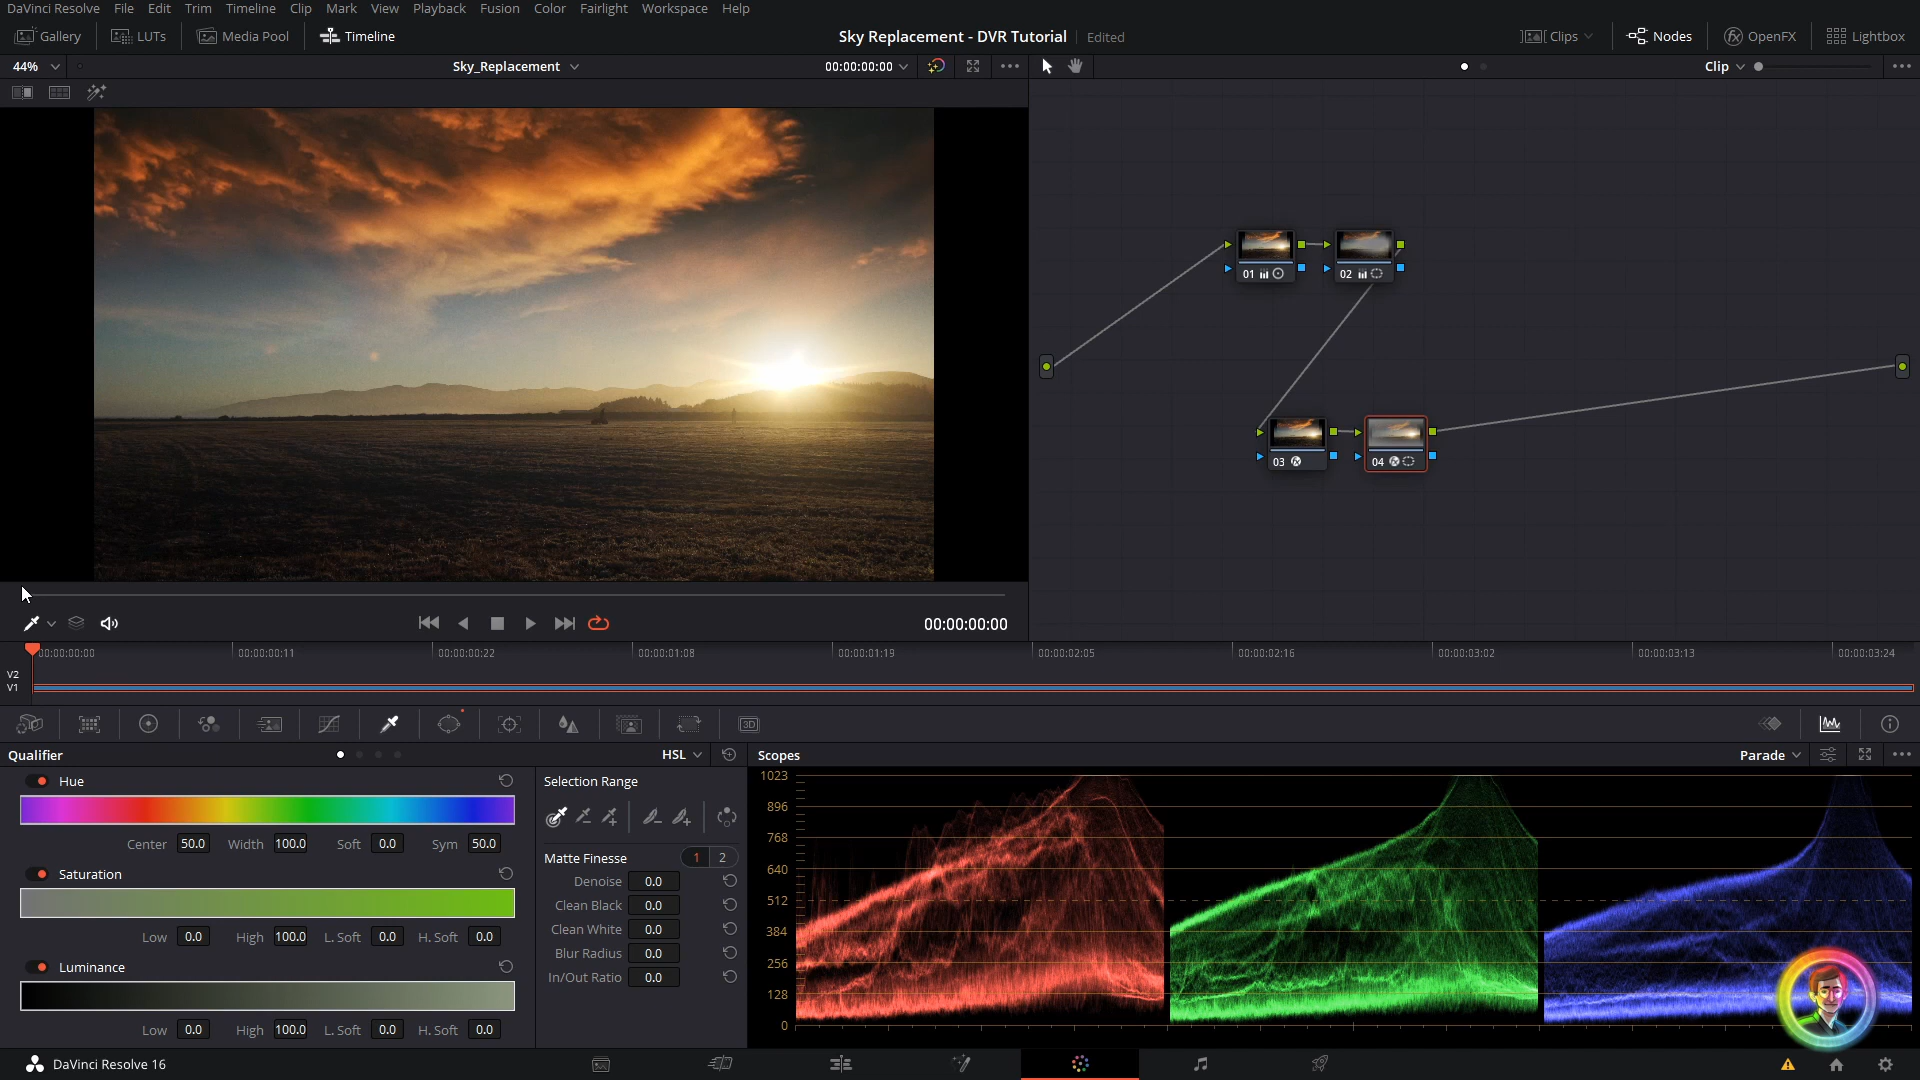 DaVinci Resolve File Edit Trim Timeline Clip Mark View Playback Fusion Color Fairlight Workspace Help
Gallery LUTs Media Pool Timeline Sky Replacement - DVR Tutorial Edited Clips Nodes OpenFX Lightbox
44% Sky_Replacement 00:00:00:00 Clip
01 02
03 04
00:00:00:00
00:00:00:00 00:00:00:11 00:00:00:22 00:00:01:08 00:00:01:19 00:00:02:05 00:00:02:16 00:00:03:02 00:00:03:13 00:00:03:24
V2
V1
3D
Qualifier HSL Scopes Parade
Hue
Center 50.0 Width 100.0 Soft 0.0 Sym 50.0
Saturation
Low 0.0 High 100.0 L. Soft 0.0 H. Soft 0.0
Luminance
Low 0.0 High 100.0 L. Soft 0.0 H. Soft 0.0
Selection Range
Matte Finesse 1 2
Denoise 0.0
Clean Black 0.0
Clean White 0.0
Blur Radius 0.0
In/Out Ratio 0.0
1023
896
768
640
512
384
256
128
0
DaVinci Resolve 16